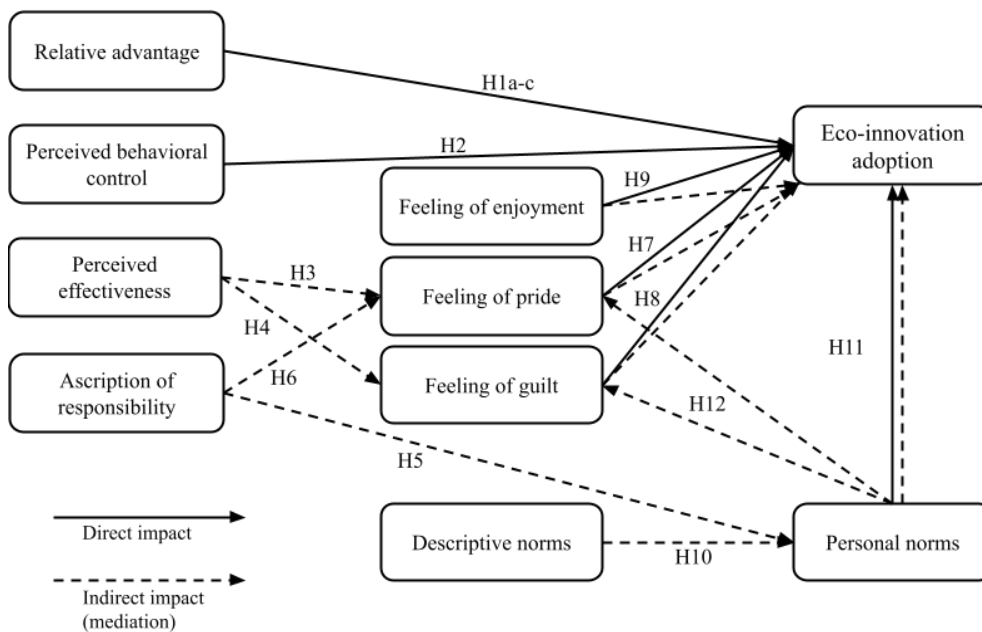 Relative advantage
H1a-c
Perceived behavioral
control
H2
Eco-innovation
adoption
Feeling of enjoyment
H9
Perceived
effectiveness
H3
Feeling of pride
H7
H4
H8
Ascription of
responsibility
H6
Feeling of guilt
H11
H12
H5
Direct impact
Descriptive norms
H10
Personal norms
Indirect impact
(mediation)